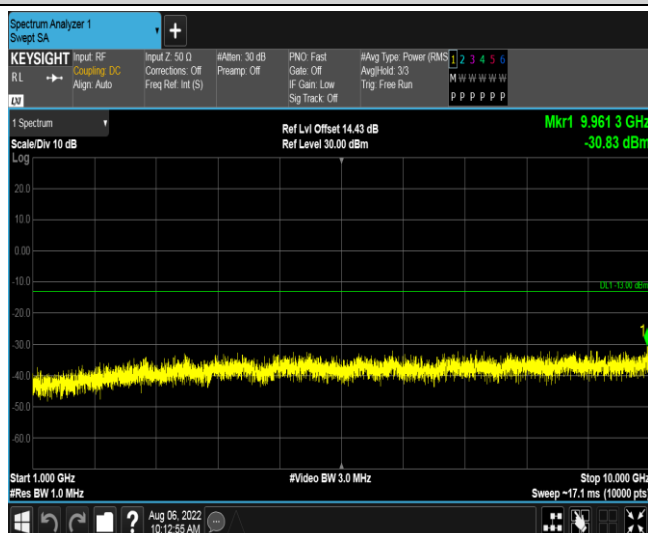 Spectrum Analyzer 1
Swept SA
+
KEYSIGHT
RL
LXI
Input: RF
Coupling: DC
Align: Auto
Input Z: 50 Ω
Corrections: Off
Freq Ref: Int (S)
#Atten: 30 dB
Preamp: Off
PNO: Fast
Gate: Off
IF Gain: Low
Sig Track: Off
#Avg Type: Power (RMS
Avg|Hold: 3/3
Trig: Free Run
1 2 3 4 5 6
M W W W W W
P P P P P P
1 Spectrum
Scale/Div 10 dB
Ref Lvl Offset 14.43 dB
Ref Level 30.00 dBm
Mkr1 9.961 3 GHz
-30.83 dBm
Log
20.0
10.0
0.00
-10.0
DL1 -13.00 dBm
-20.0
-30.0
1
-40.0
-50.0
-60.0
Start 1.000 GHz
#Res BW 1.0 MHz
#Video BW 3.0 MHz
Stop 10.000 GHz
Sweep ~17.1 ms (10000 pts)
?
Aug 06, 2022
10:12:55 AM